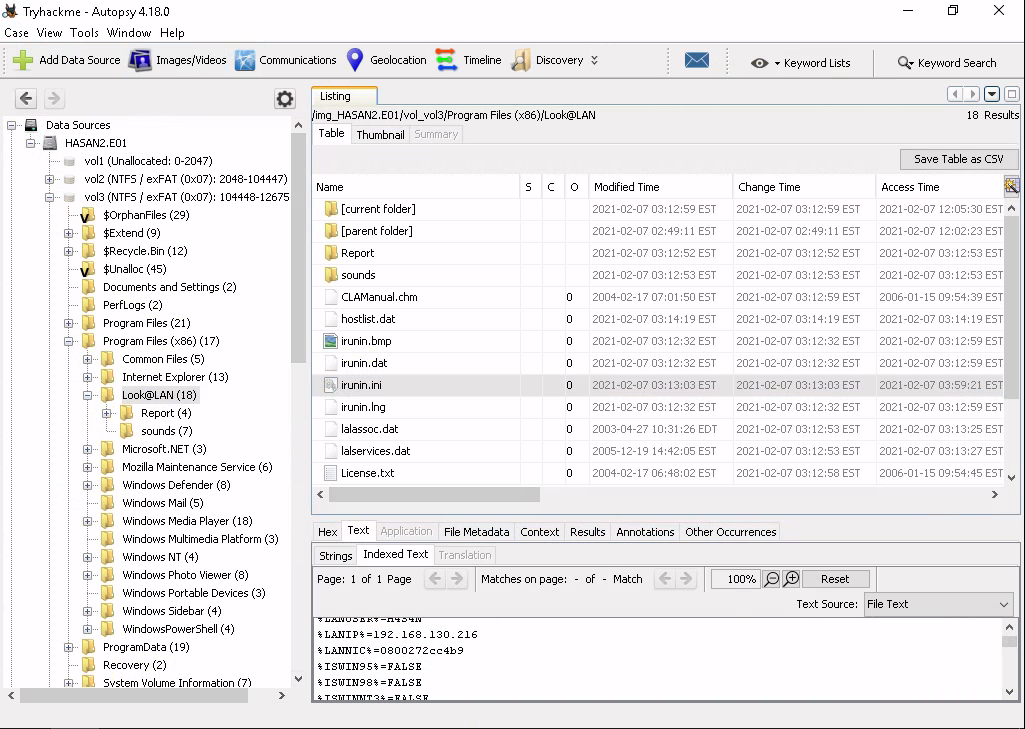 Tryhackme - Autopsy 4.18.0
Case View Tools Window Help
Add Data Source Images/Videos Communications Geolocation Timeline Discovery Keyword Lists Keyword Search
Listing
/img_HASAN2.E01/vol_vol3/Program Files (x86)/Look@LAN 18 Results
Table Thumbnail Summary
Save Table as CSV
Name S C O Modified Time Change Time Access Time
[current folder] 2021-02-07 03:12:59 EST 2021-02-07 03:12:59 EST 2021-02-07 12:05:30 EST
[parent folder] 2021-02-07 02:49:11 EST 2021-02-07 02:49:11 EST 2021-02-07 12:02:23 EST
Report 2021-02-07 03:12:52 EST 2021-02-07 03:12:52 EST 2021-02-07 03:12:53 EST
sounds 2021-02-07 03:12:53 EST 2021-02-07 03:12:53 EST 2021-02-07 03:12:53 EST
CLAManual.chm 0 2004-02-17 07:01:50 EST 2021-02-07 03:12:59 EST 2006-01-15 09:54:39 EST
hostlist.dat 0 2021-02-07 03:14:19 EST 2021-02-07 03:14:19 EST 2021-02-07 03:14:19 EST
irunin.bmp 0 2021-02-07 03:12:32 EST 2021-02-07 03:12:32 EST 2021-02-07 03:12:59 EST
irunin.dat 0 2021-02-07 03:12:32 EST 2021-02-07 03:12:32 EST 2021-02-07 03:12:59 EST
irunin.ini 0 2021-02-07 03:13:03 EST 2021-02-07 03:13:03 EST 2021-02-07 03:59:21 EST
irunin.lng 0 2021-02-07 03:12:32 EST 2021-02-07 03:12:32 EST 2021-02-07 03:12:59 EST
lalassoc.dat 0 2003-04-27 10:31:26 EDT 2021-02-07 03:12:53 EST 2021-02-07 03:13:25 EST
lalservices.dat 0 2005-12-19 14:42:05 EST 2021-02-07 03:12:53 EST 2021-02-07 03:13:27 EST
License.txt 0 2004-02-17 06:48:02 EST 2021-02-07 03:12:58 EST 2006-01-15 09:54:45 EST
Data Sources
HASAN2.E01
vol1 (Unallocated: 0-2047)
vol2 (NTFS / exFAT (0x07): 2048-104447)
vol3 (NTFS / exFAT (0x07): 104448-12675
$OrphanFiles (29)
$Extend (9)
$Recycle.Bin (12)
$Unalloc (45)
Documents and Settings (2)
PerfLogs (2)
Program Files (21)
Program Files (x86) (17)
Common Files (5)
Internet Explorer (13)
Look@LAN (18)
Report (4)
sounds (7)
Microsoft.NET (3)
Mozilla Maintenance Service (6)
Windows Defender (8)
Windows Mail (5)
Windows Media Player (18)
Windows Multimedia Platform (3)
Windows NT (4)
Windows Photo Viewer (8)
Windows Portable Devices (3)
Windows Sidebar (4)
WindowsPowerShell (4)
ProgramData (19)
Recovery (2)
System Volume Information (7)
Hex Text Application File Metadata Context Results Annotations Other Occurrences
Strings Indexed Text Translation
Page: 1 of 1 Page Matches on page: - of - Match 100% Reset
Text Source: File Text
%LANUSER%=H4S4N
%LANIP%=192.168.130.216
%LANNIC%=0800272cc4b9
%ISWIN95%=FALSE
%ISWIN98%=FALSE
%ISWINNT3%=FALSE